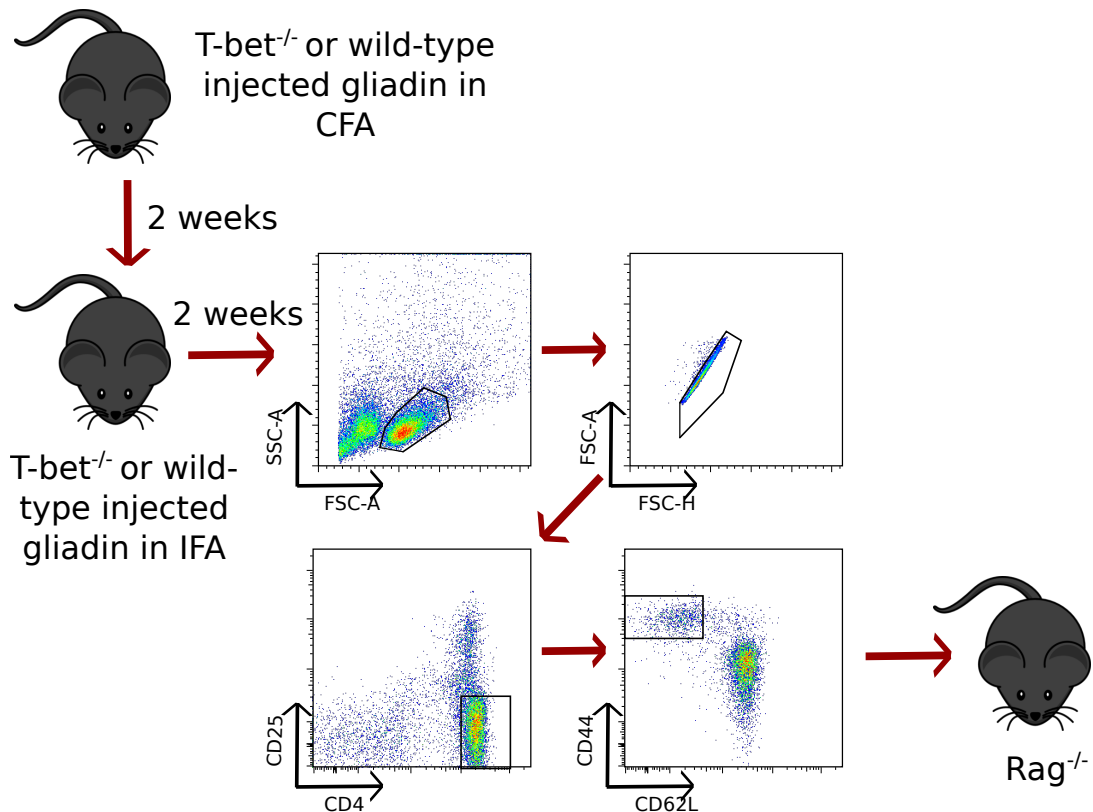 T-bet-/- or wild-type
injected gliadin in
CFA
2 weeks
2 weeks
T-bet-/- or wild-
type injected
gliadin in IFA
SSC-A
FSC-A
FSC-A
FSC-H
CD25
CD4
CD44
CD62L
Rag-/-